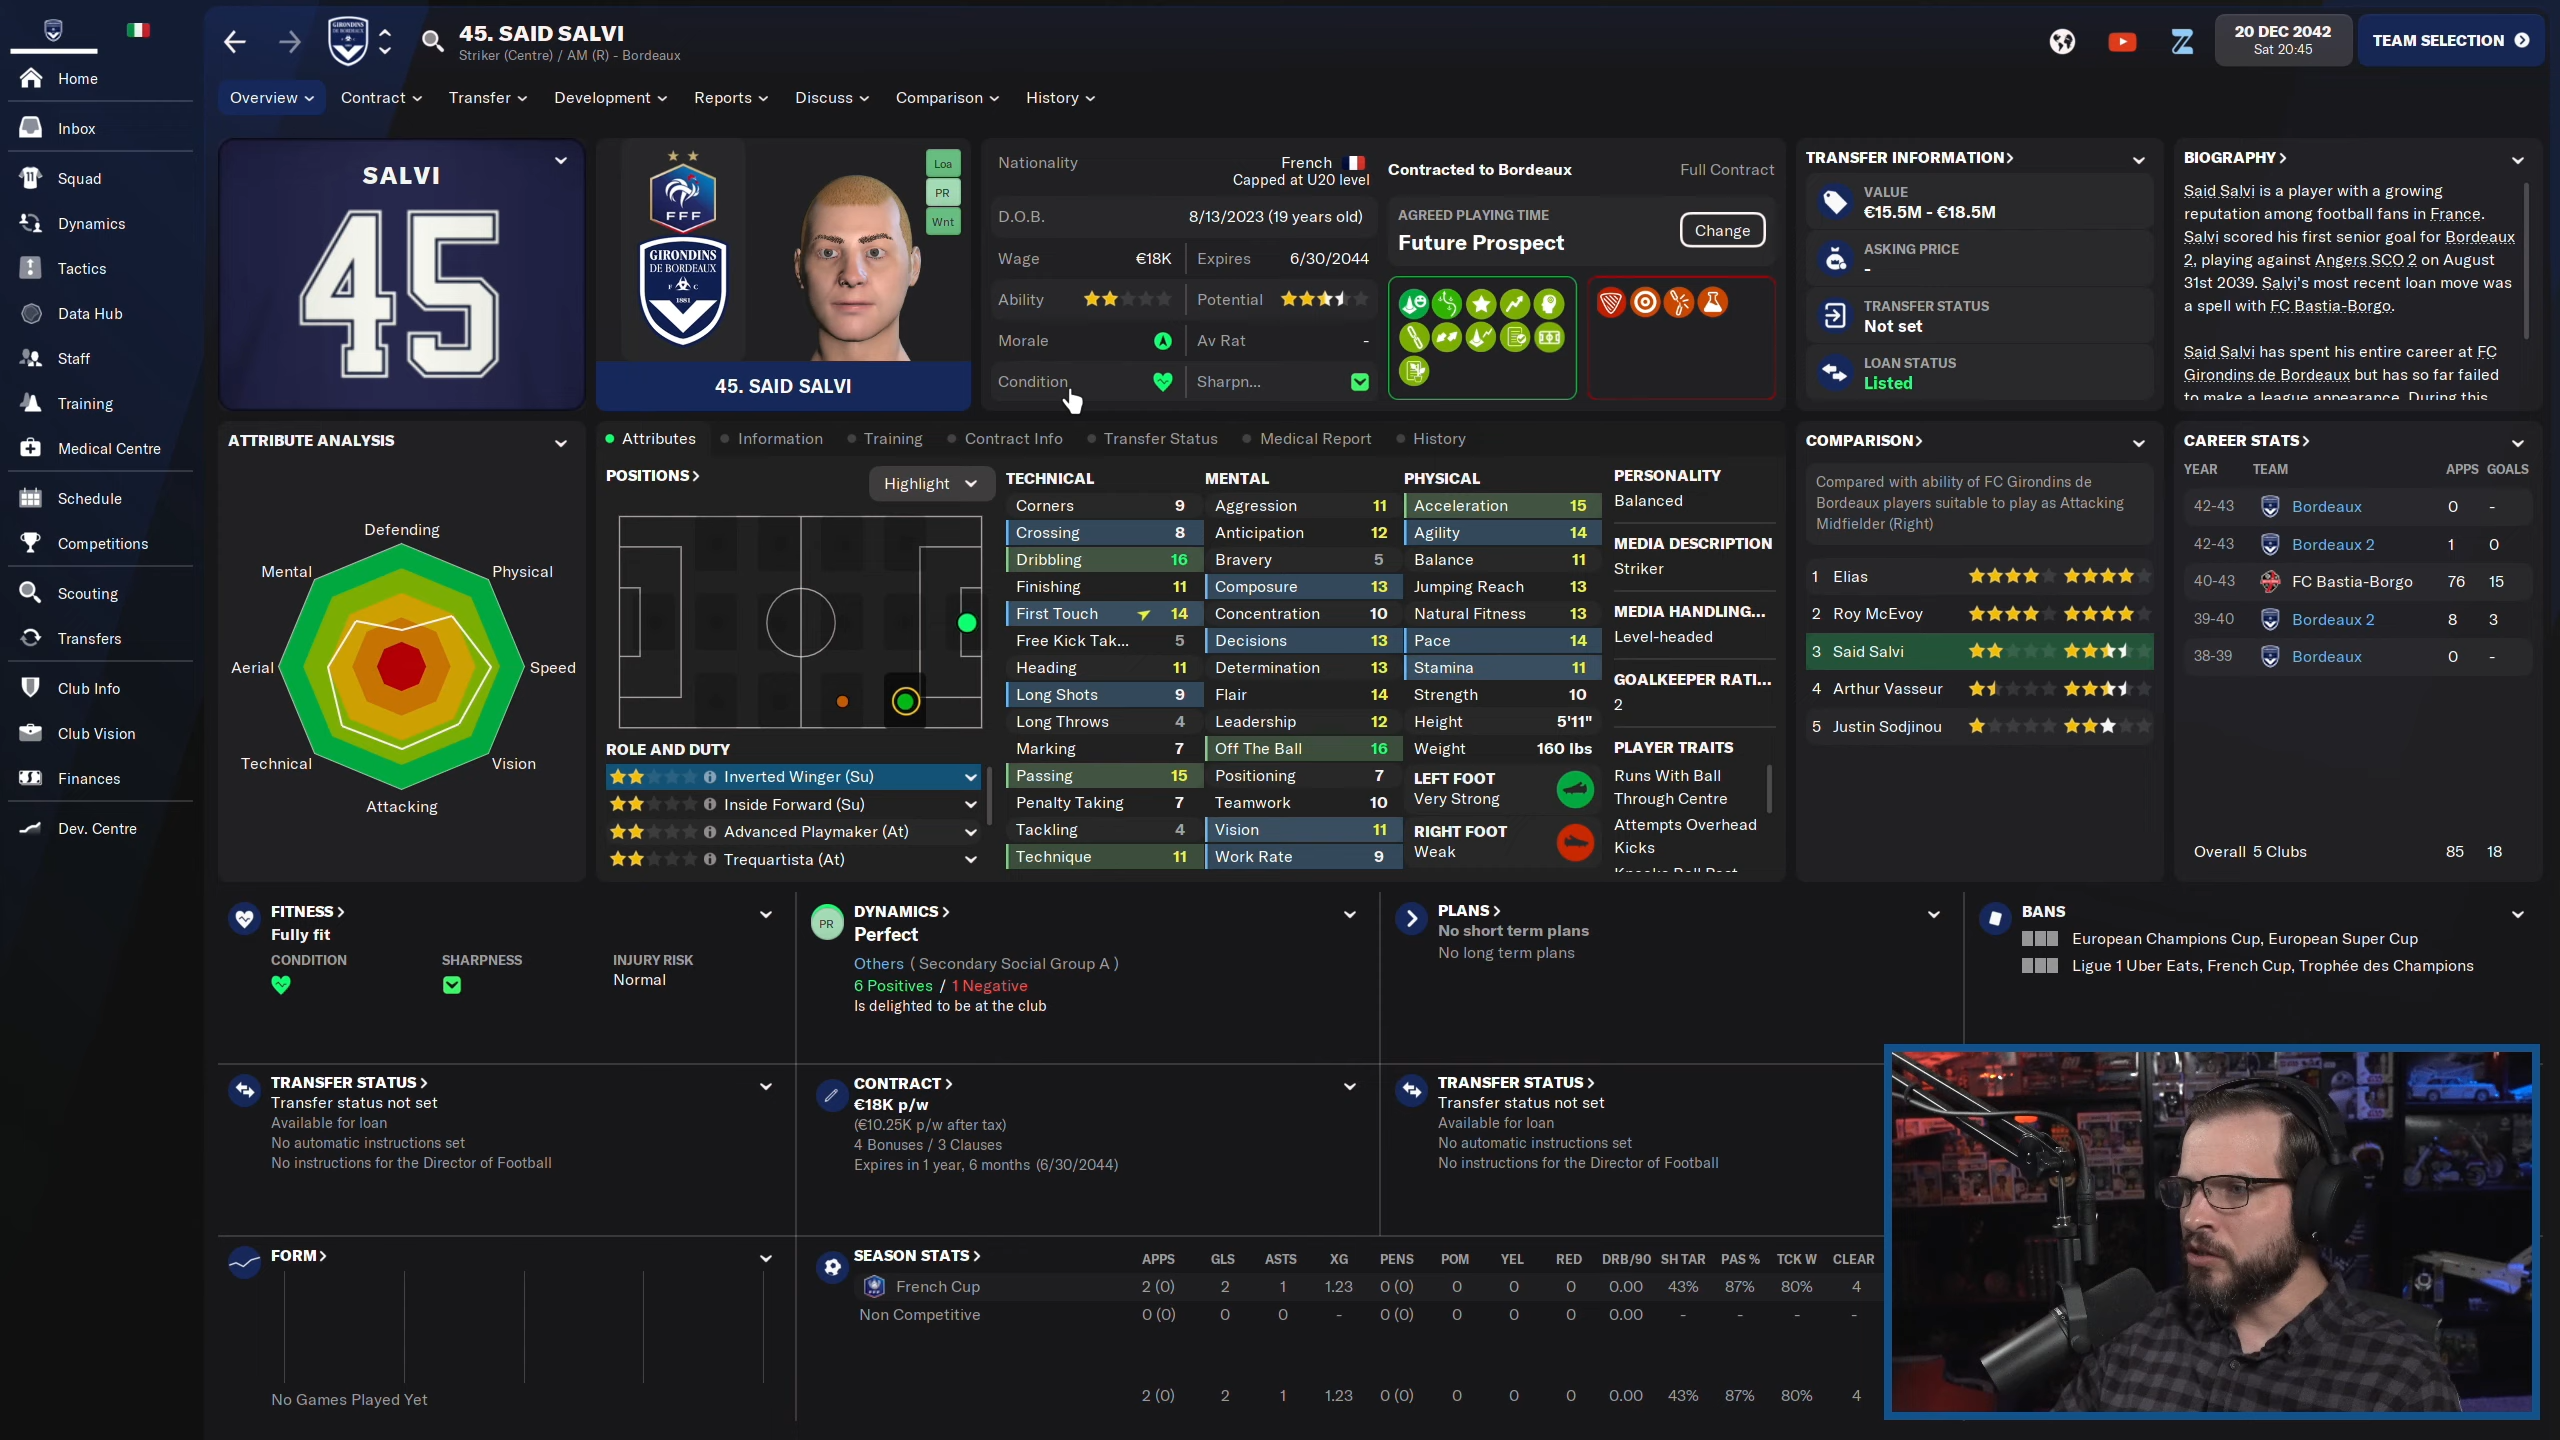 45. SAID SALVI
Striker (Centre) / AM (R) - Bordeaux
20 DEC 2042
Sat 20:45
TEAM SELECTION
Home
Inbox
Squad
Dynamics
Tactics
Data Hub
Staff
Training
Medical Centre
Schedule
Competitions
Scouting
Transfers
Club Info
Club Vision
Finances
Dev. Centre
Overview
Contract
Transfer
Development
Reports
Discuss
Comparison
History
SALVI
45
FFF
GIRONDINS
DE BORDEAUX
F C
1881
Loa
PR
Wnt
45. SAID SALVI
Nationality French
Capped at U20 level
D.O.B. 8/13/2023 (19 years old)
Wage €18K Expires 6/30/2044
Ability Potential
Morale Av Rat -
Condition Sharpn...
Contracted to Bordeaux Full Contract
AGREED PLAYING TIME
Future Prospect
Change
TRANSFER INFORMATION>
VALUE
€15.5M - €18.5M
ASKING PRICE
-
TRANSFER STATUS
Not set
LOAN STATUS
Listed
BIOGRAPHY>
Said Salvi is a player with a growing
reputation among football fans in France.
Salvi scored his first senior goal for Bordeaux
2, playing against Angers SCO 2 on August
31st 2039. Salvi's most recent loan move was
a spell with FC Bastia-Borgo.
Said Salvi has spent his entire career at FC
Girondins de Bordeaux but has so far failed
to make a league appearance. During this
ATTRIBUTE ANALYSIS
Defending
Physical
Speed
Vision
Attacking
Technical
Aerial
Mental
Attributes
Information
Training
Contract Info
Transfer Status
Medical Report
History
POSITIONS>
Highlight
ROLE AND DUTY
Inverted Winger (Su)
Inside Forward (Su)
Advanced Playmaker (At)
Trequartista (At)
TECHNICAL
Corners 9
Crossing 8
Dribbling 16
Finishing 11
First Touch 14
Free Kick Tak... 5
Heading 11
Long Shots 9
Long Throws 4
Marking 7
Passing 15
Penalty Taking 7
Tackling 4
Technique 11
MENTAL
Aggression 11
Anticipation 12
Bravery 5
Composure 13
Concentration 10
Decisions 13
Determination 13
Flair 14
Leadership 12
Off The Ball 16
Positioning 7
Teamwork 10
Vision 11
Work Rate 9
PHYSICAL
Acceleration 15
Agility 14
Balance 11
Jumping Reach 13
Natural Fitness 13
Pace 14
Stamina 11
Strength 10
Height 5'11"
Weight 160 lbs
LEFT FOOT
Very Strong
RIGHT FOOT
Weak
PERSONALITY
Balanced
MEDIA DESCRIPTION
Striker
MEDIA HANDLING...
Level-headed
GOALKEEPER RATI...
2
PLAYER TRAITS
Runs With Ball
Through Centre
Attempts Overhead
Kicks
Knocks Ball Past
COMPARISON>
Compared with ability of FC Girondins de
Bordeaux players suitable to play as Attacking
Midfielder (Right)
1 Elias
2 Roy McEvoy
3 Said Salvi
4 Arthur Vasseur
5 Justin Sodjinou
CAREER STATS>
YEAR TEAM APPS GOALS
42-43 Bordeaux 0 -
42-43 Bordeaux 2 1 0
40-43 FC Bastia-Borgo 76 15
39-40 Bordeaux 2 8 3
38-39 Bordeaux 0 -
Overall 5 Clubs 85 18
FITNESS>
Fully fit
CONDITION SHARPNESS INJURY RISK
Normal
PR
DYNAMICS>
Perfect
Others ( Secondary Social Group A )
6 Positives / 1 Negative
Is delighted to be at the club
PLANS>
No short term plans
No long term plans
BANS
European Champions Cup, European Super Cup
Ligue 1 Uber Eats, French Cup, Trophée des Champions
TRANSFER STATUS>
Transfer status not set
Available for loan
No automatic instructions set
No instructions for the Director of Football
CONTRACT>
€18K p/w
(€10.25K p/w after tax)
4 Bonuses / 3 Clauses
Expires in 1 year, 6 months (6/30/2044)
TRANSFER STATUS>
Transfer status not set
Available for loan
No automatic instructions set
No instructions for the Director of Football
FORM>
No Games Played Yet
SEASON STATS> APPS GLS ASTS XG PENS POM YEL RED DRB/90 SH TAR PAS % TCK W CLEAR
French Cup 2 (0) 2 1 1.23 0 (0) 0 0 0 0.00 43% 87% 80% 4
Non Competitive 0 (0) 0 0 - 0 (0) 0 0 0 0.00 - - - -
2 (0) 2 1 1.23 0 (0) 0 0 0 0.00 43% 87% 80% 4